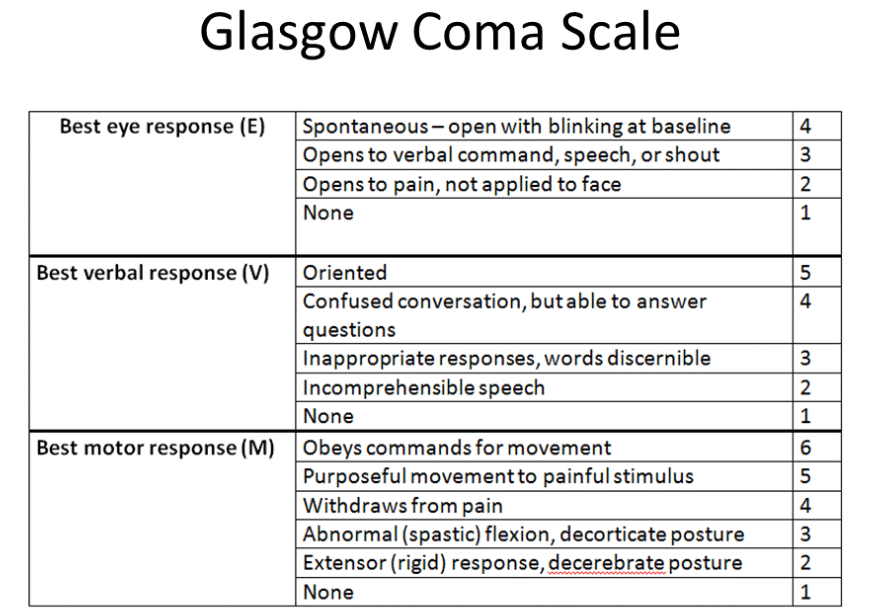 Glasgow Coma Scale
Best eye response (E) Spontaneous – open with blinking at baseline 4
Opens to verbal command, speech, or shout 3
Opens to pain, not applied to face 2
None 1
Best verbal response (V) Oriented 5
Confused conversation, but able to answer 4
questions
Inappropriate responses, words discernible 3
Incomprehensible speech 2
None 1
Best motor response (M) Obeys commands for movement 6
Purposeful movement to painful stimulus 5
Withdraws from pain 4
Abnormal (spastic) flexion, decorticate posture 3
Extensor (rigid) response, decerebrate posture 2
None 1